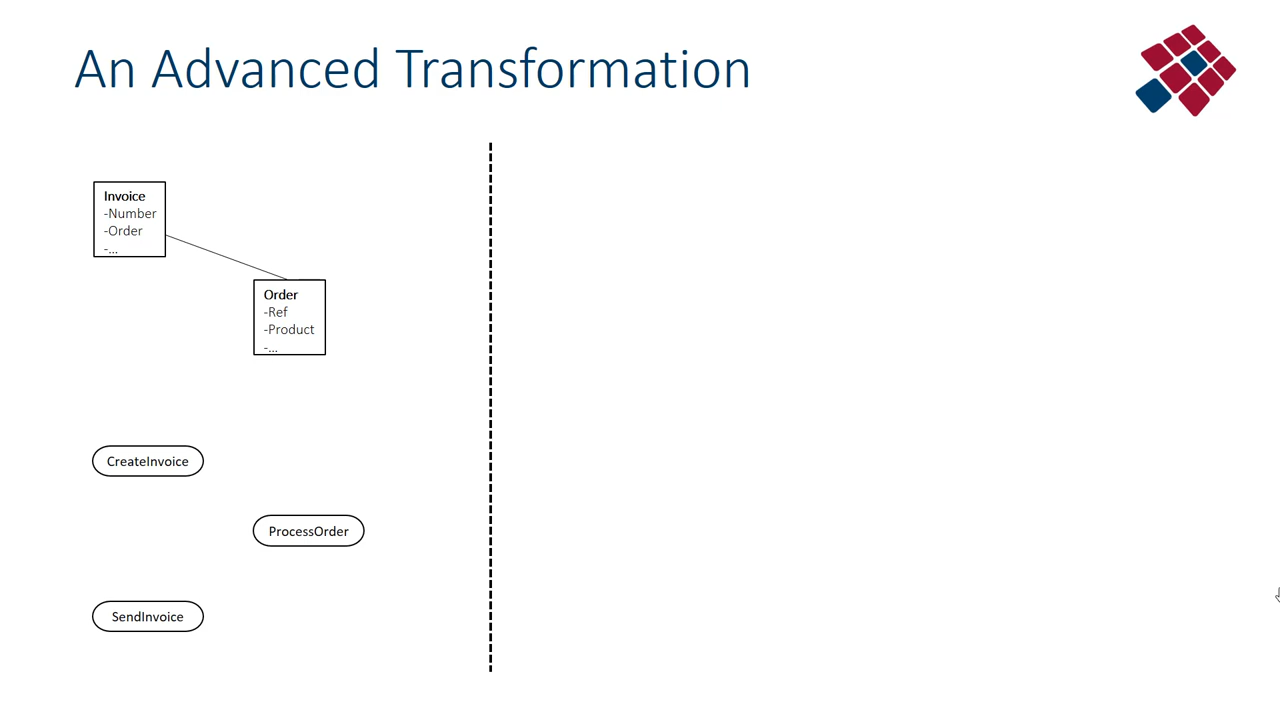 An Advanced Transformation
Invoice
-Number
-Order
-...
Order
-Ref
-Product
-...
CreateInvoice
ProcessOrder
SendInvoice